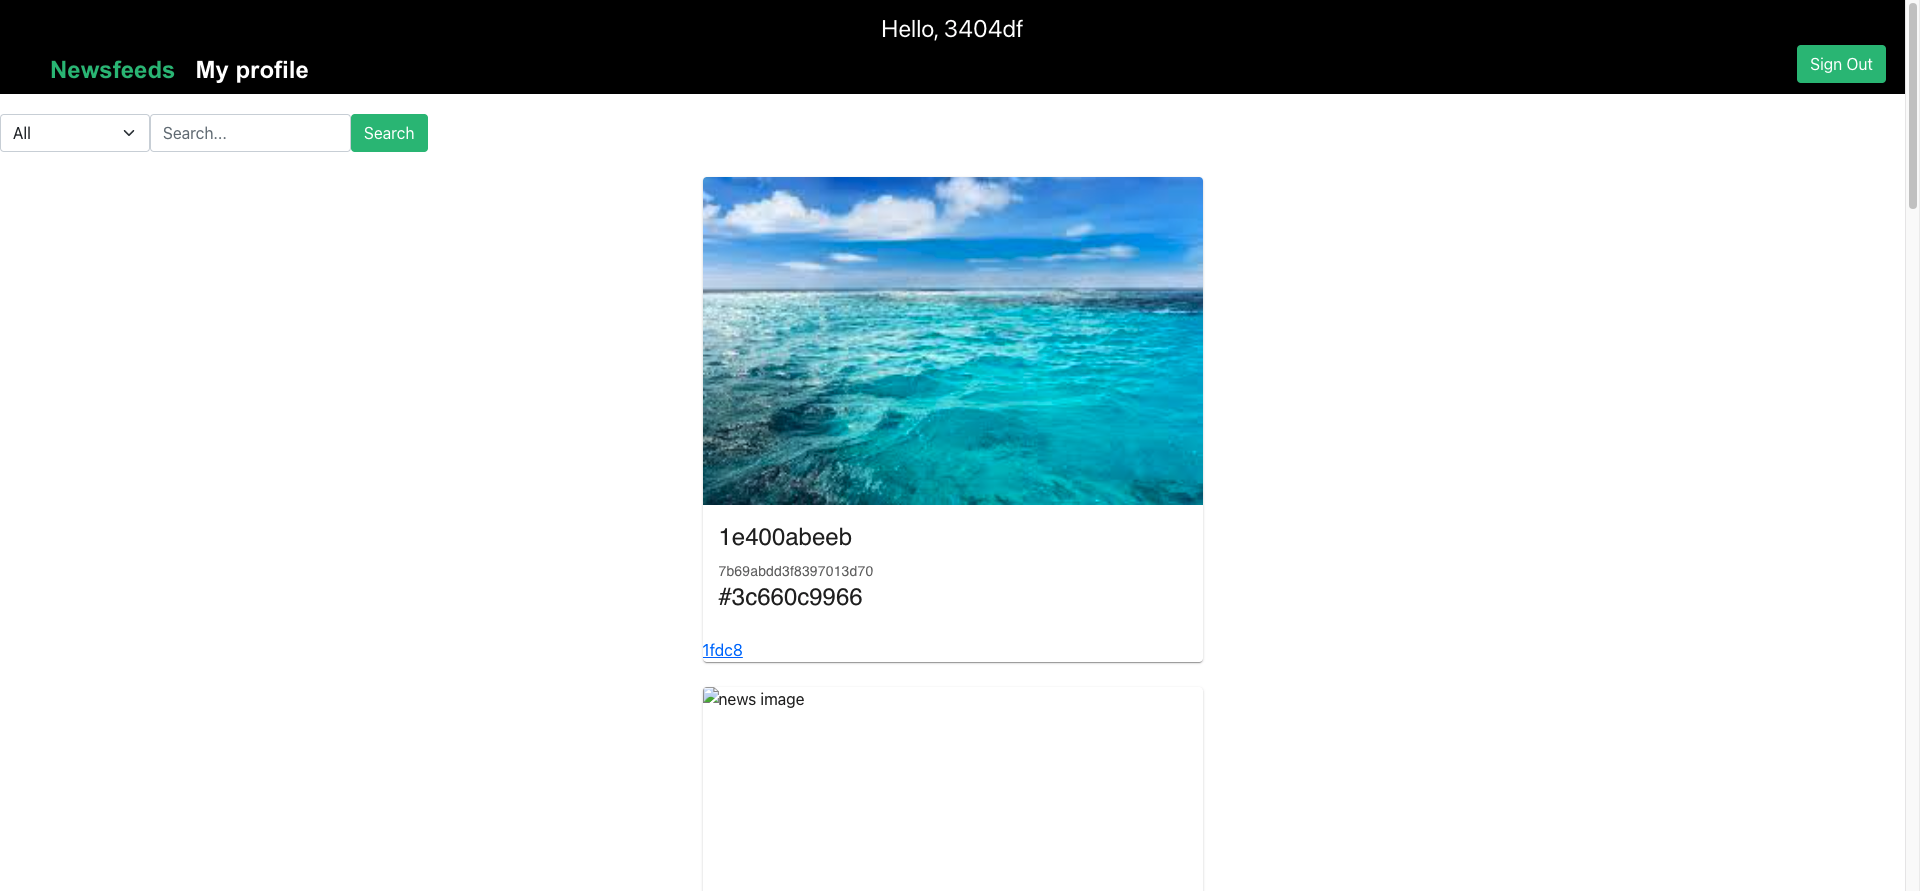 Hello, 3404df
Newsfeeds My profile
Sign Out
All Search... Search
1e400abeeb
7b69abdd3f8397013d70
#3c660c9966
1fdc8
news image